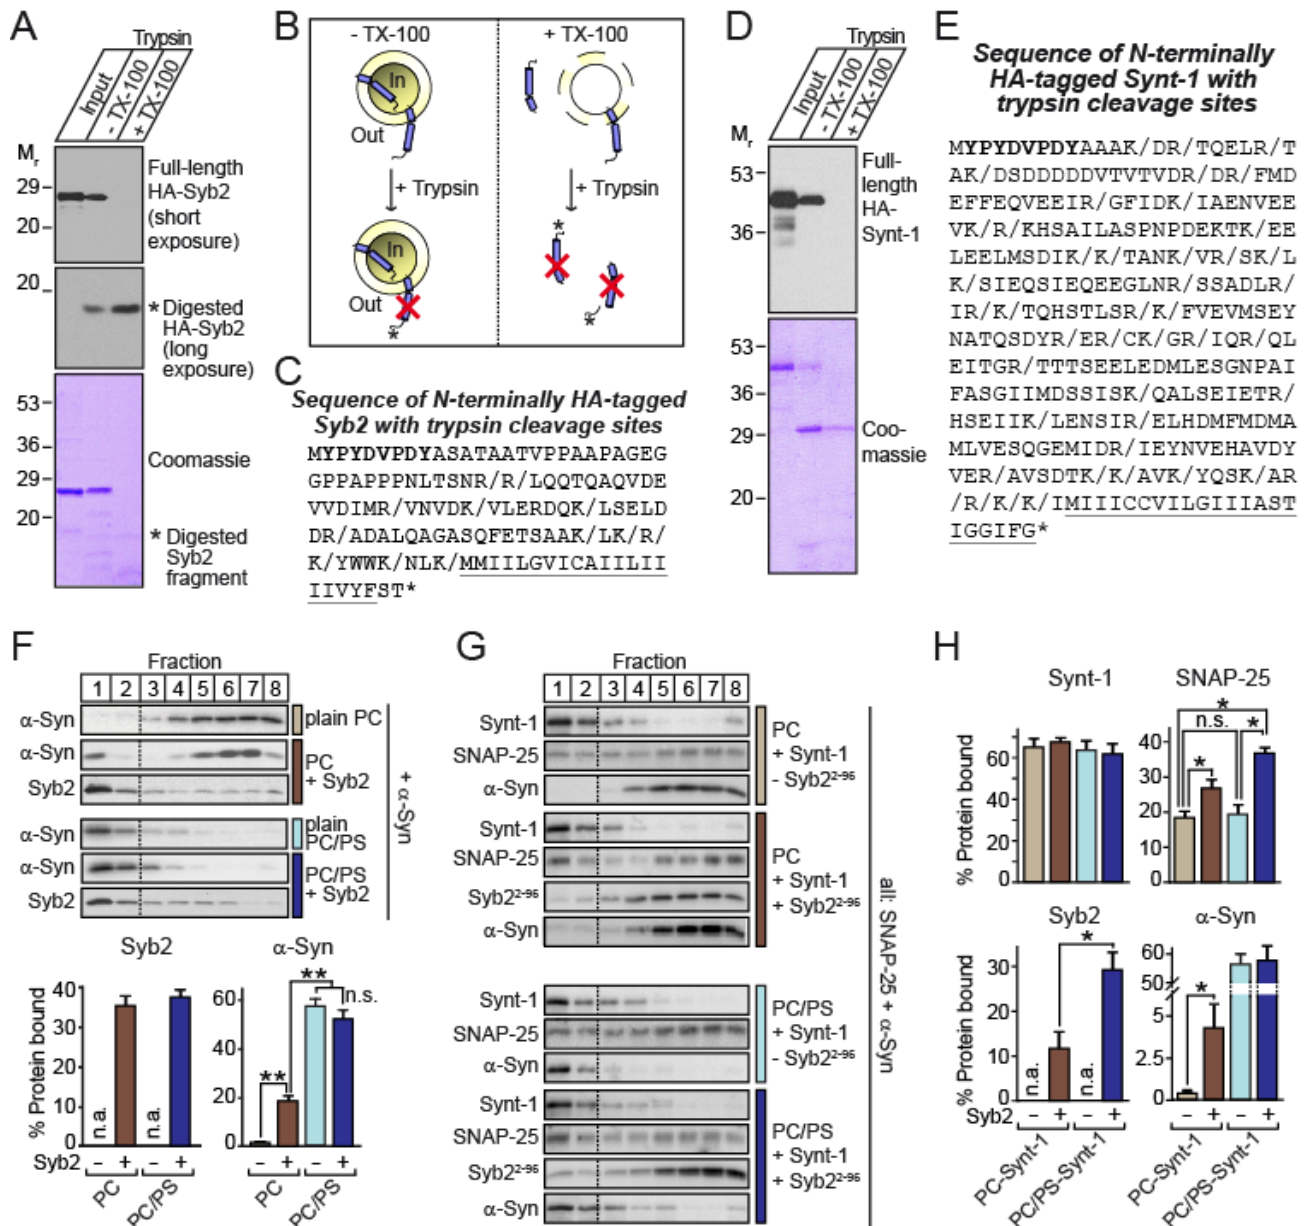 A
Trypsin
Input
- TX-100
+ TX-100
Mr
29
20
Full-length
HA-Syb2
(short
exposure)
20
* Digested
HA-Syb2
(long
exposure)
53
36
29
20
Coomassie
* Digested
Syb2
fragment
B
- TX-100
+ TX-100
In
Out
+ Trypsin
+ Trypsin
In
Out
*
*
*
C
Sequence of N-terminally HA-tagged
Syb2 with trypsin cleavage sites
MYPYDVPDYASATAATVPPAAPAGEG
GPPAPPPNLTSNR/R/LQQTQAQVDE
VVDIMR/VNVDK/VLERDQK/LSELD
DR/ADALQAGASQFETSAAK/LK/R/
K/YWWK/NLK/MMIILGVICAIILII
IIVYFST*
D
Trypsin
Input
- TX-100
+ TX-100
Mr
53
36
Full-
length
HA-
Synt-1
53
36
29
20
Coo-
massie
E
Sequence of N-terminally
HA-tagged Synt-1 with
trypsin cleavage sites
MYPYDVPDYAAAK/DR/TQELR/T
AK/DSDDDDDVTVTVDR/DR/FMD
EFFEQVEEIR/GFIDK/IAENVEE
VK/R/KHSAILASPNPDEKTK/EE
LEELMSDIK/K/TANK/VR/SK/L
K/SIEQSIEQEEGLNR/SSADLR/
IR/K/TQHSTLSR/K/FVEVMSEY
NATQSDYR/ER/CK/GR/IQR/QL
EITGR/TTTSEELEDMLESGNPAI
FASGIIMDSSISK/QALSEIETR/
HSEIIK/LENSIR/ELHDMFMDMA
MLVESQGEMIDR/IEYNVEHAVDY
VER/AVSDTK/K/AVK/YQSK/AR
/R/K/K/IMIIICCVILGIIIAST
IGGIFG*
F
Fraction
1 2 3 4 5 6 7 8
α-Syn
plain PC
α-Syn
Syb2
PC
+ Syb2
α-Syn
plain
PC/PS
α-Syn
Syb2
PC/PS
+ Syb2
+ α-Syn
Syb2
% Protein bound
40
30
20
10
0
n.a.
n.a.
Syb2
- + - +
PC
PC/PS
α-Syn
60
40
20
0
**
**
n.s.
- + - +
PC
PC/PS
G
Fraction
1 2 3 4 5 6 7 8
Synt-1
SNAP-25
α-Syn
PC
+ Synt-1
- Syb2²⁻⁹⁶
Synt-1
SNAP-25
Syb2²⁻⁹⁶
α-Syn
PC
+ Synt-1
+ Syb2²⁻⁹⁶
Synt-1
SNAP-25
α-Syn
PC/PS
+ Synt-1
- Syb2²⁻⁹⁶
Synt-1
SNAP-25
Syb2²⁻⁹⁶
α-Syn
PC/PS
+ Synt-1
+ Syb2²⁻⁹⁶
all: SNAP-25 + α-Syn
H
Synt-1
% Protein bound
60
40
20
0
SNAP-25
40
30
20
10
0
*
n.s.
*
*
Syb2
% Protein bound
30
20
10
0
n.a.
n.a.
*
Syb2
- + - +
PC-Synt-1
PC/PS-Synt-1
α-Syn
60
50
5
2.5
0
*
- + - +
PC-Synt-1
PC/PS-Synt-1